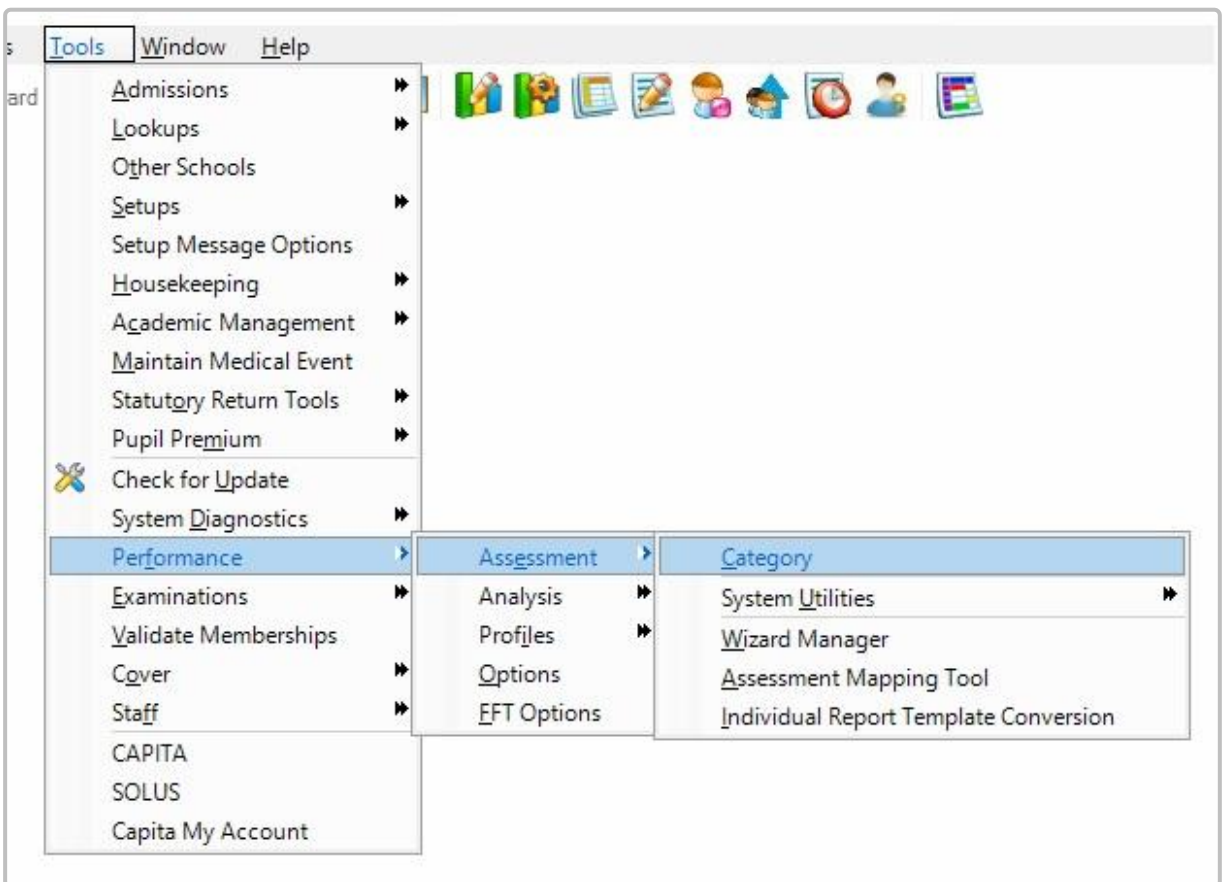 s Tools Window Help
ard
Admissions
Lookups
Other Schools
Setups
Setup Message Options
Housekeeping
Academic Management
Maintain Medical Event
Statutory Return Tools
Pupil Premium
Check for Update
System Diagnostics
Performance
Examinations
Validate Memberships
Cover
Staff
CAPITA
SOLUS
Capita My Account
Assessment
Analysis
Profiles
Options
FFT Options
Category
System Utilities
Wizard Manager
Assessment Mapping Tool
Individual Report Template Conversion